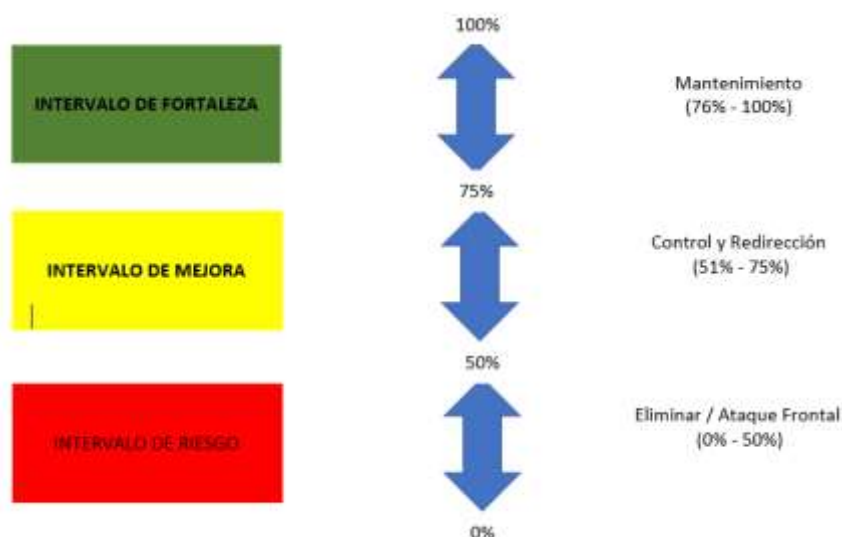 100%
INTERVALO DE FORTALEZA
Mantenimiento
(76% - 100%)
75%
INTERVALO DE MEJORA
Control y Redirección
(51% - 75%)
50%
INTERVALO DE RIESGO
Eliminar / Ataque Frontal
(0% - 50%)
0%